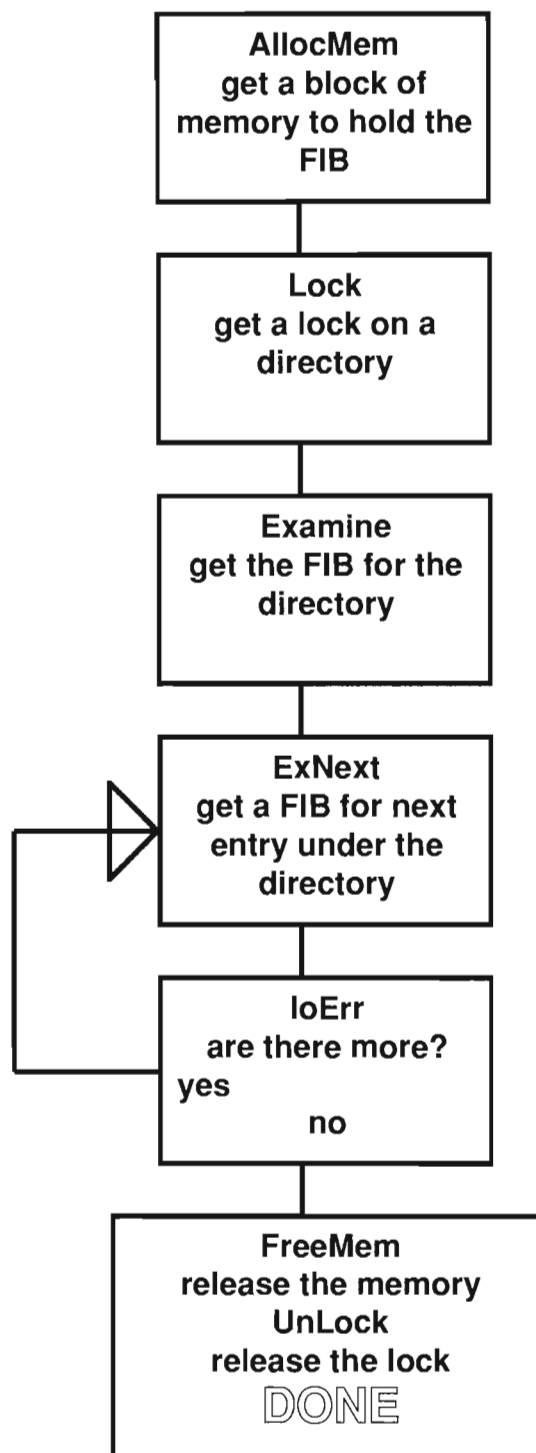 AllocMem
get a block of
memory to hold the
FIB
Lock
get a lock on a
directory
Examine
get the FIB for the
directory
ExNext
get a FIB for next
entry under the
directory
IoErr
are there more?
yes
no
FreeMem
release the memory
UnLock
release the lock
DONE